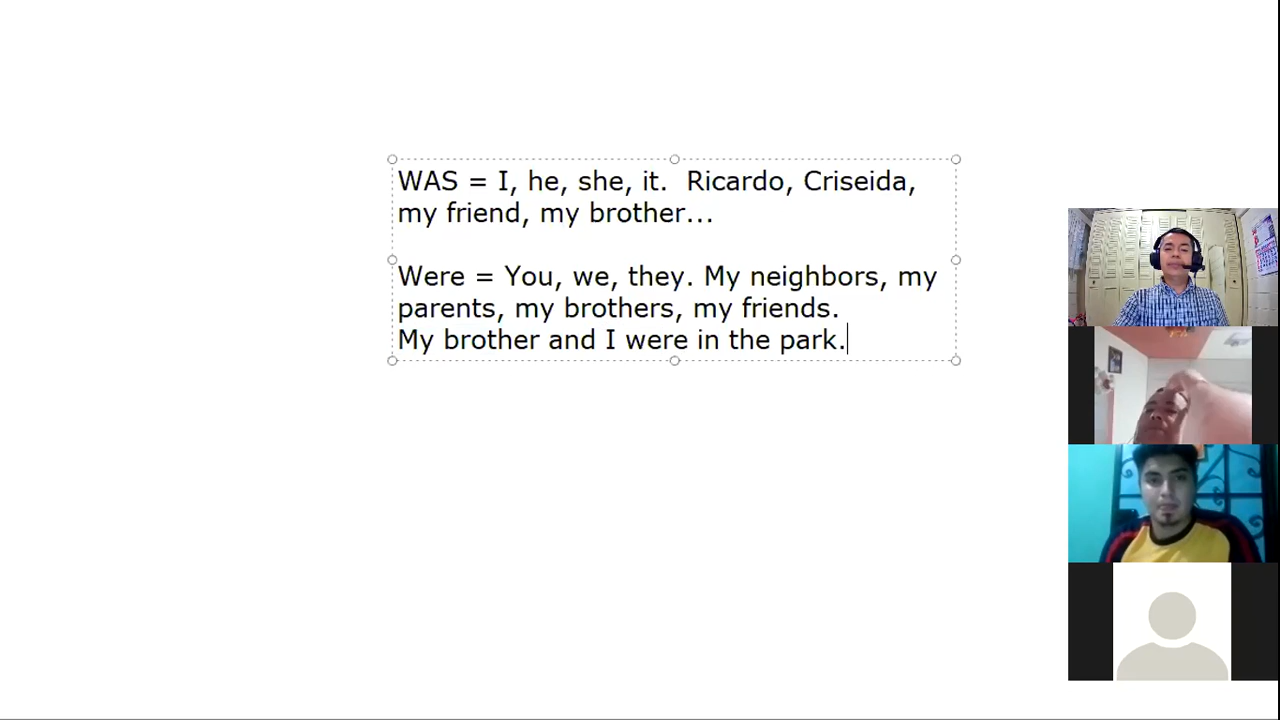 WAS = I, he, she, it. Ricardo, Criseida,
my friend, my brother...
Were = You, we, they. My neighbors, my
parents, my brothers, my friends.
My brother and I were in the park.